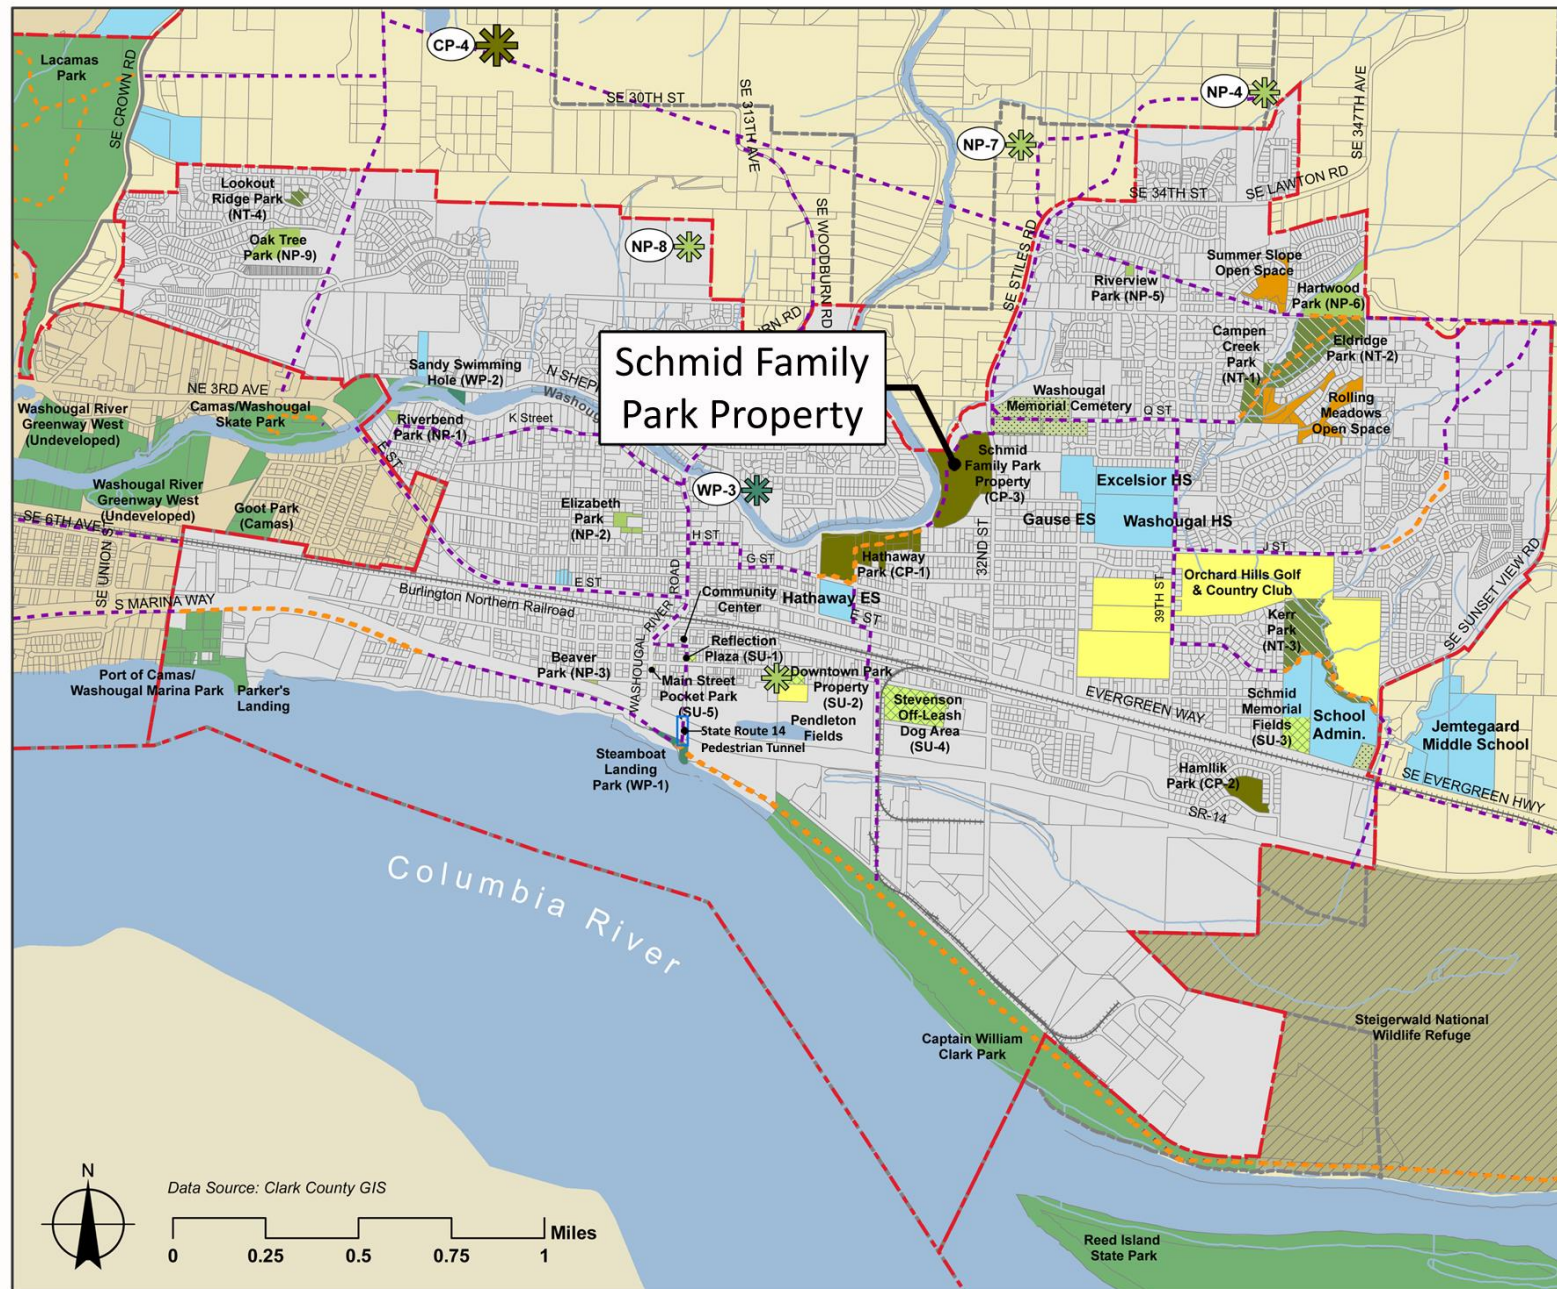 Lacamas
Park
SE CROWN RD
CP-4
SE 30TH ST
SE 313TH AVE
NP-4
NP-7
SE 347TH AVE
SE 34TH ST
SE LAWTON RD
Lookout
Ridge Park
(NT-4)
Oak Tree
Park (NP-9)
NP-8
SE WOODBURN RD
SE STILES RD
Summer Slope
Open Space
Riverview
Park (NP-5)
Hartwood
Park (NP-6)
Campen
Creek
Park
(NT-1)
Eldridge
Park (NT-2)
Rolling
Meadows
Open Space
Schmid Family
Park Property
Sandy Swimming
Hole (WP-2)
NE 3RD AVE
Camas/Washougal
Skate Park
Washougal River
Greenway West
(Undeveloped)
Riverbend
Park (NP-1)
K Street
E ST
Washougal
Memorial Cemetery
Q ST
Schmid
Family Park
Property
(CP-3)
Excelsior HS
Gause ES
Washougal HS
Washougal River
Greenway West
(Undeveloped)
Goot Park
(Camas)
SE 6TH AVE
SE UNION ST
WP-3
Elizabeth
Park
(NP-2)
H ST
G ST
Hathaway
Park (CP-1)
32ND ST
J ST
Orchard Hills Golf
& Country Club
E ST
Hathaway ES
39TH ST
Kerr
Park
(NT-3)
SE SUNSET VIEW RD
S MARINA WAY
Burlington Northern Railroad
WASHOUGAL RIVER ROAD
Community
Center
Reflection
Plaza (SU-1)
Beaver
Park (NP-3)
Main Street
Pocket Park
(SU-5)
Downtown Park
Property
(SU-2)
Pendleton
Fields
Stevenson
Off-Leash
Dog Area
(SU-4)
EVERGREEN WAY
Schmid
Memorial
Fields
(SU-3)
School
Admin.
Jemtegaard
Middle School
Port of Camas/
Washougal Marina Park
Parker's
Landing
State Route 14
Pedestrian Tunnel
Steamboat
Landing
Park (WP-1)
Hamllik
Park (CP-2)
SR-14
SE EVERGREEN HWY
Columbia River
Captain William
Clark Park
Steigerwald National
Wildlife Refuge
Reed Island
State Park
N
Data Source: Clark County GIS
Miles
0 0.25 0.5 0.75 1